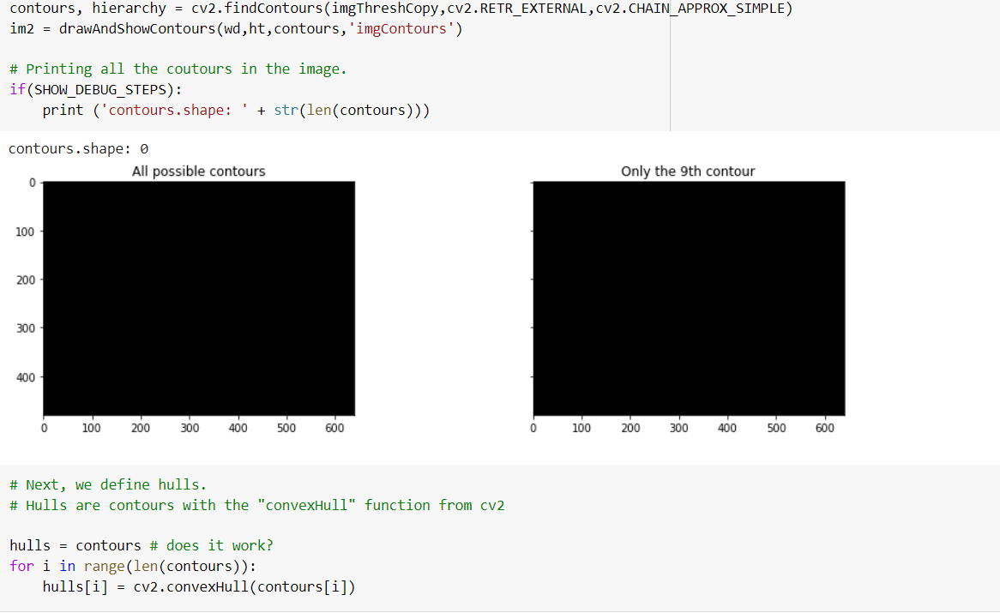 contours, hierarchy = cv2.findContours(imgThreshCopy,cv2.RETR_EXTERNAL,cv2.CHAIN_APPROX_SIMPLE)
im2 = drawAndShowContours(wd,ht,contours,'imgContours')
# Printing all the coutours in the image.
if(SHOW_DEBUG_STEPS):
    print ('contours.shape: ' + str(len(contours)))
contours.shape: 0
All possible contours
0
100
200
300
400
0 100 200 300 400 500 600
Only the 9th contour
0 100 200 300 400 500 600
# Next, we define hulls.
# Hulls are contours with the "convexHull" function from cv2
hulls = contours # does it work?
for i in range(len(contours)):
    hulls[i] = cv2.convexHull(contours[i])